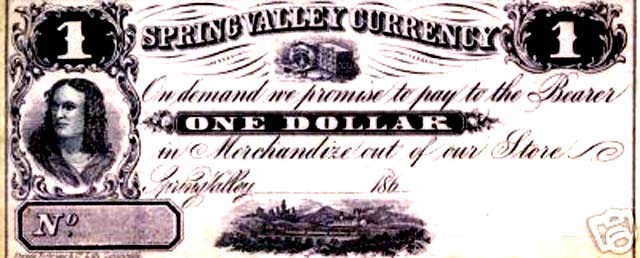 1 SPRING VALLEY CURRENCY 1
On demand we promise to pay to the Bearer
ONE DOLLAR
in Merchandize out of our Store
Spring Valley 186
No.